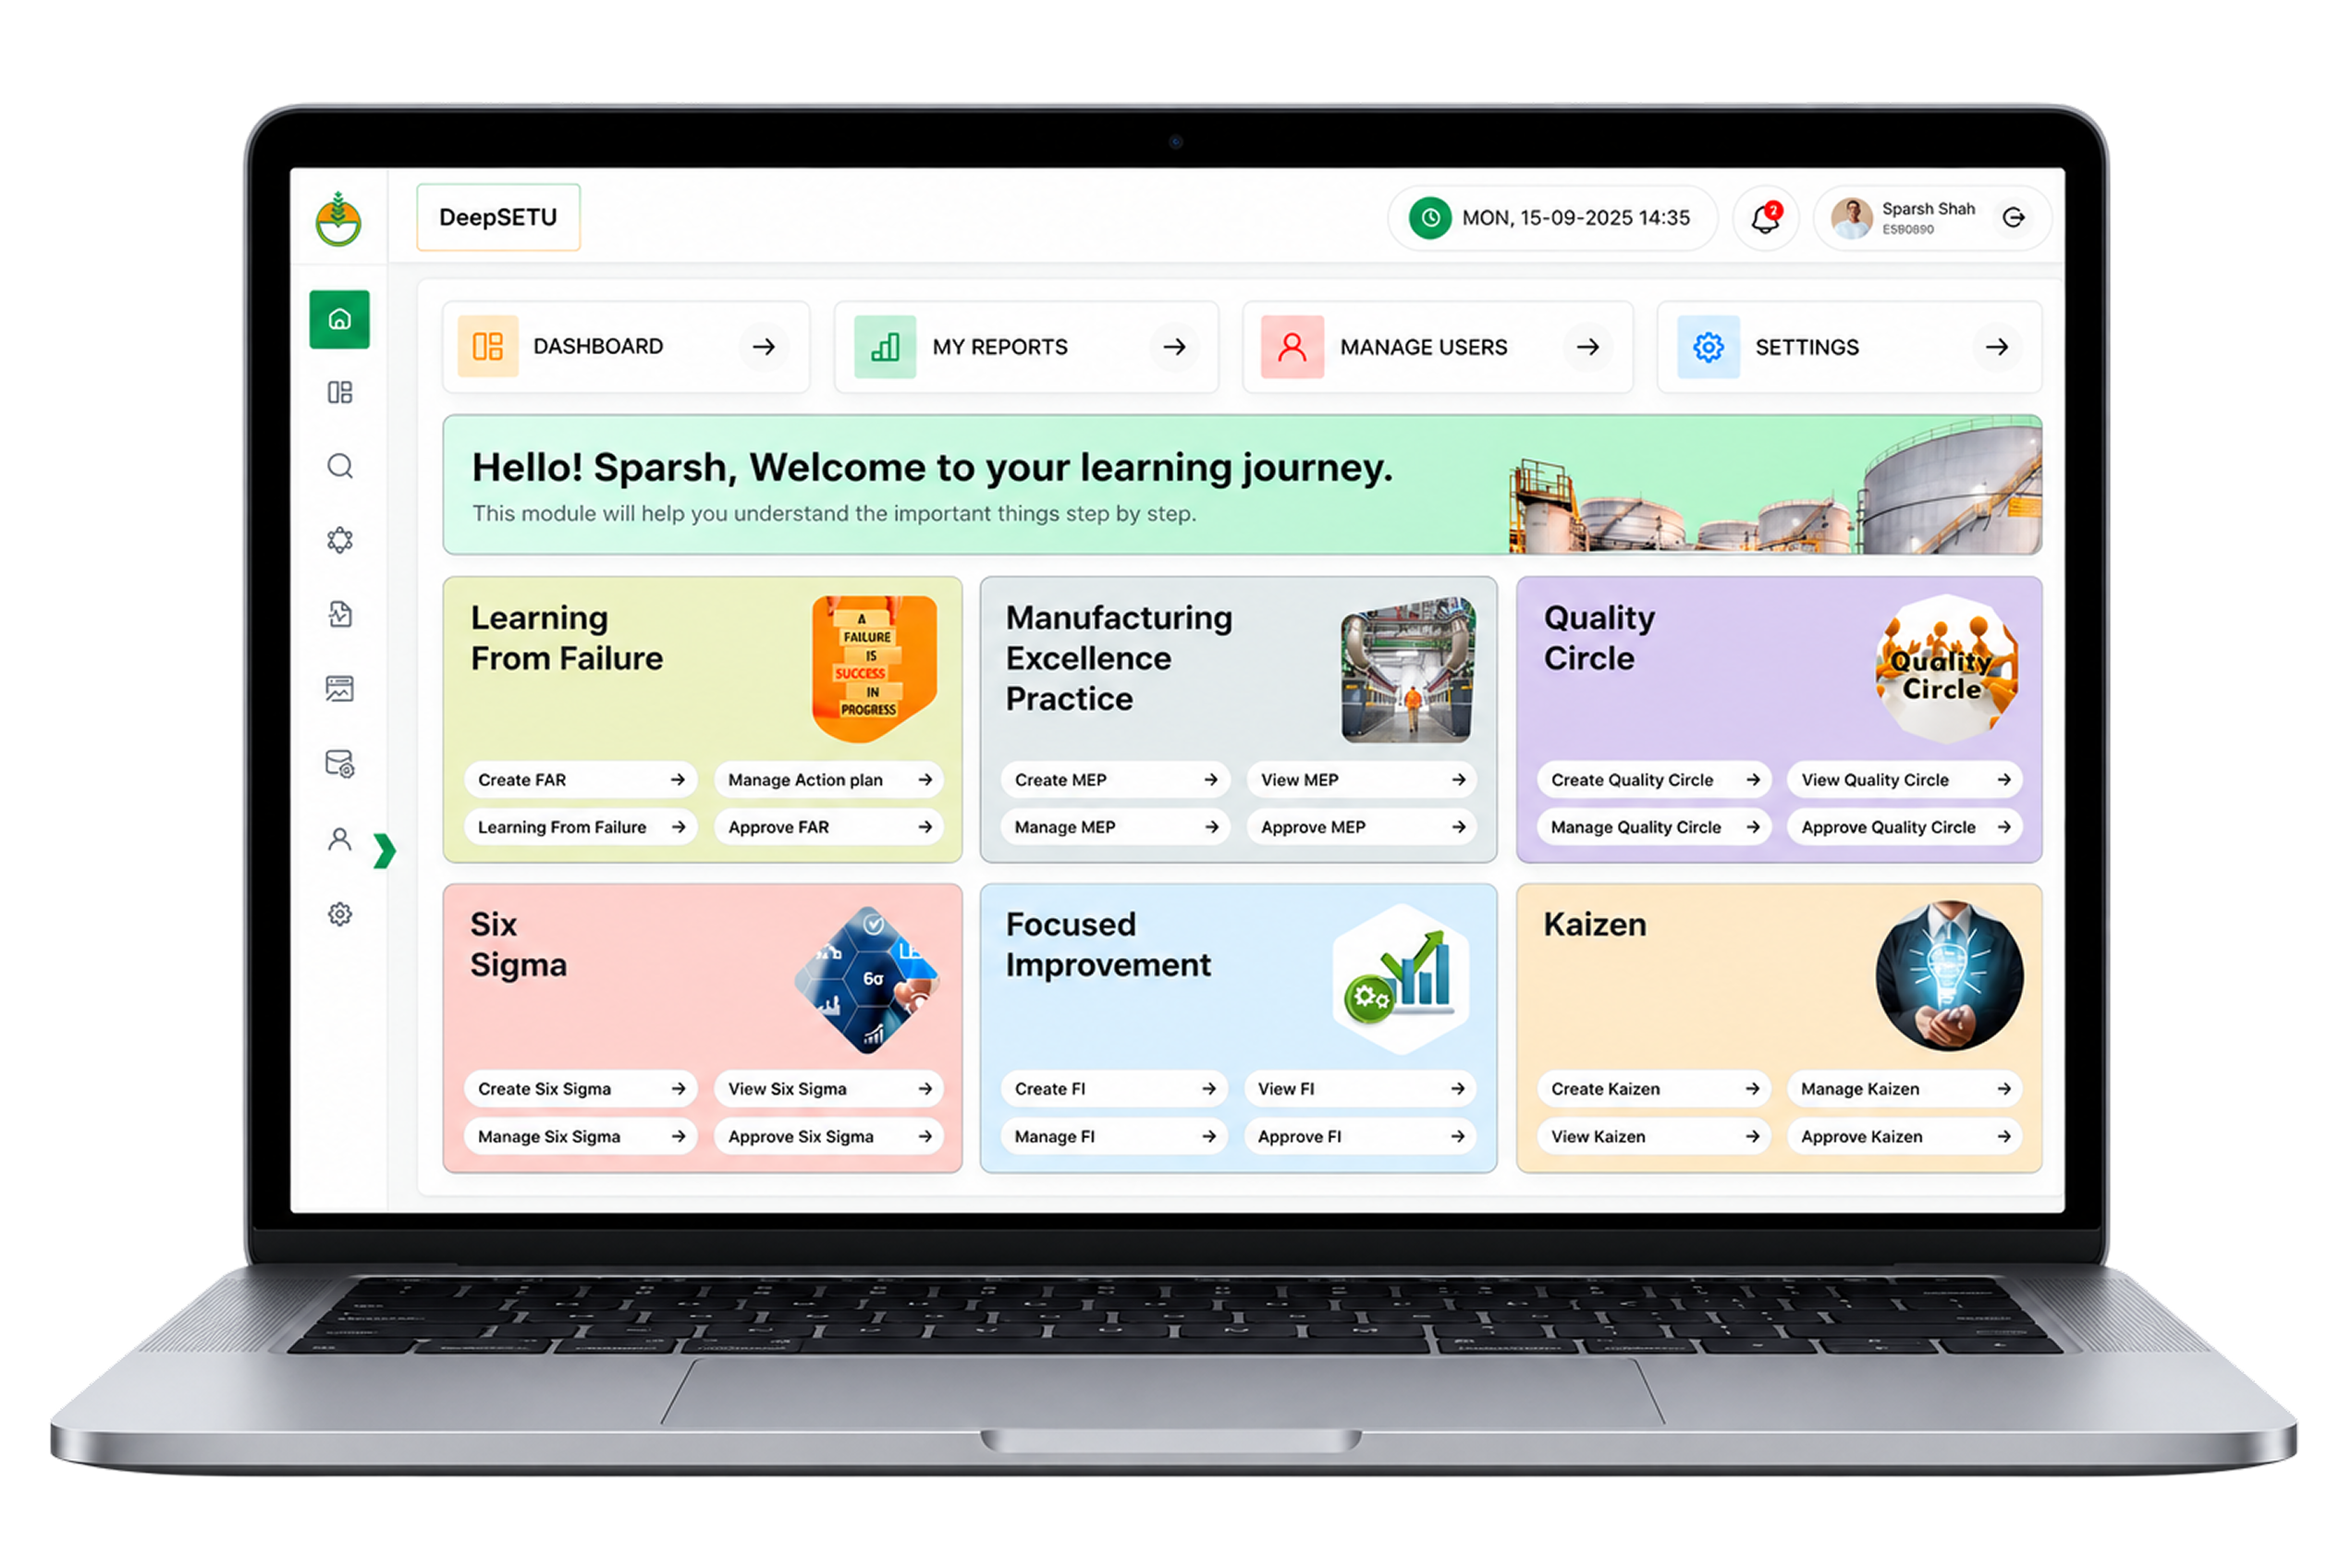 DeepSETU
MON, 15-09-2025 14:35
2
Sparsh Shah
E580890
DASHBOARD
MY REPORTS
MANAGE USERS
SETTINGS
Hello! Sparsh, Welcome to your learning journey.
This module will help you understand the important things step by step.
Learning
From Failure
A
FAILURE
IS
SUCCESS
IN
PROGRESS
Create FAR
Manage Action plan
Learning From Failure
Approve FAR
Manufacturing
Excellence
Practice
Create MEP
View MEP
Manage MEP
Approve MEP
Quality
Circle
Quality
Circle
Create Quality Circle
View Quality Circle
Manage Quality Circle
Approve Quality Circle
Six
Sigma
6σ
Create Six Sigma
View Six Sigma
Manage Six Sigma
Approve Six Sigma
Focused
Improvement
Create FI
View FI
Manage FI
Approve FI
Kaizen
Create Kaizen
Manage Kaizen
View Kaizen
Approve Kaizen